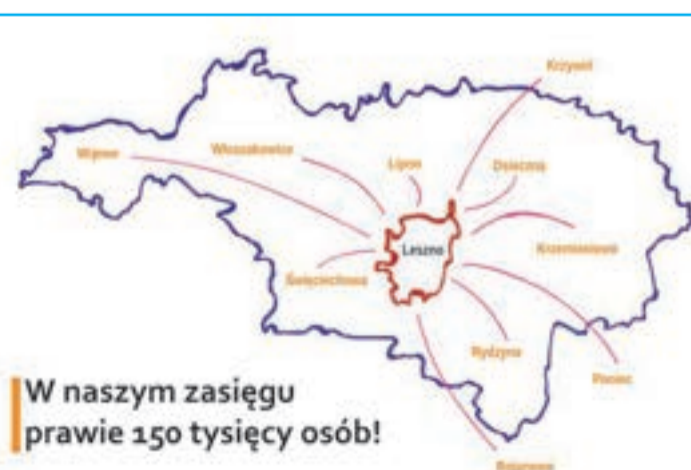 Krzywiń
Wijewo
Włoszakowice
Lipno
Osieczna
Leszno
Krzemieniewo
Święciechowa
Rydzyna
Poniec
W naszym zasięgu
prawie 150 tysięcy osób!